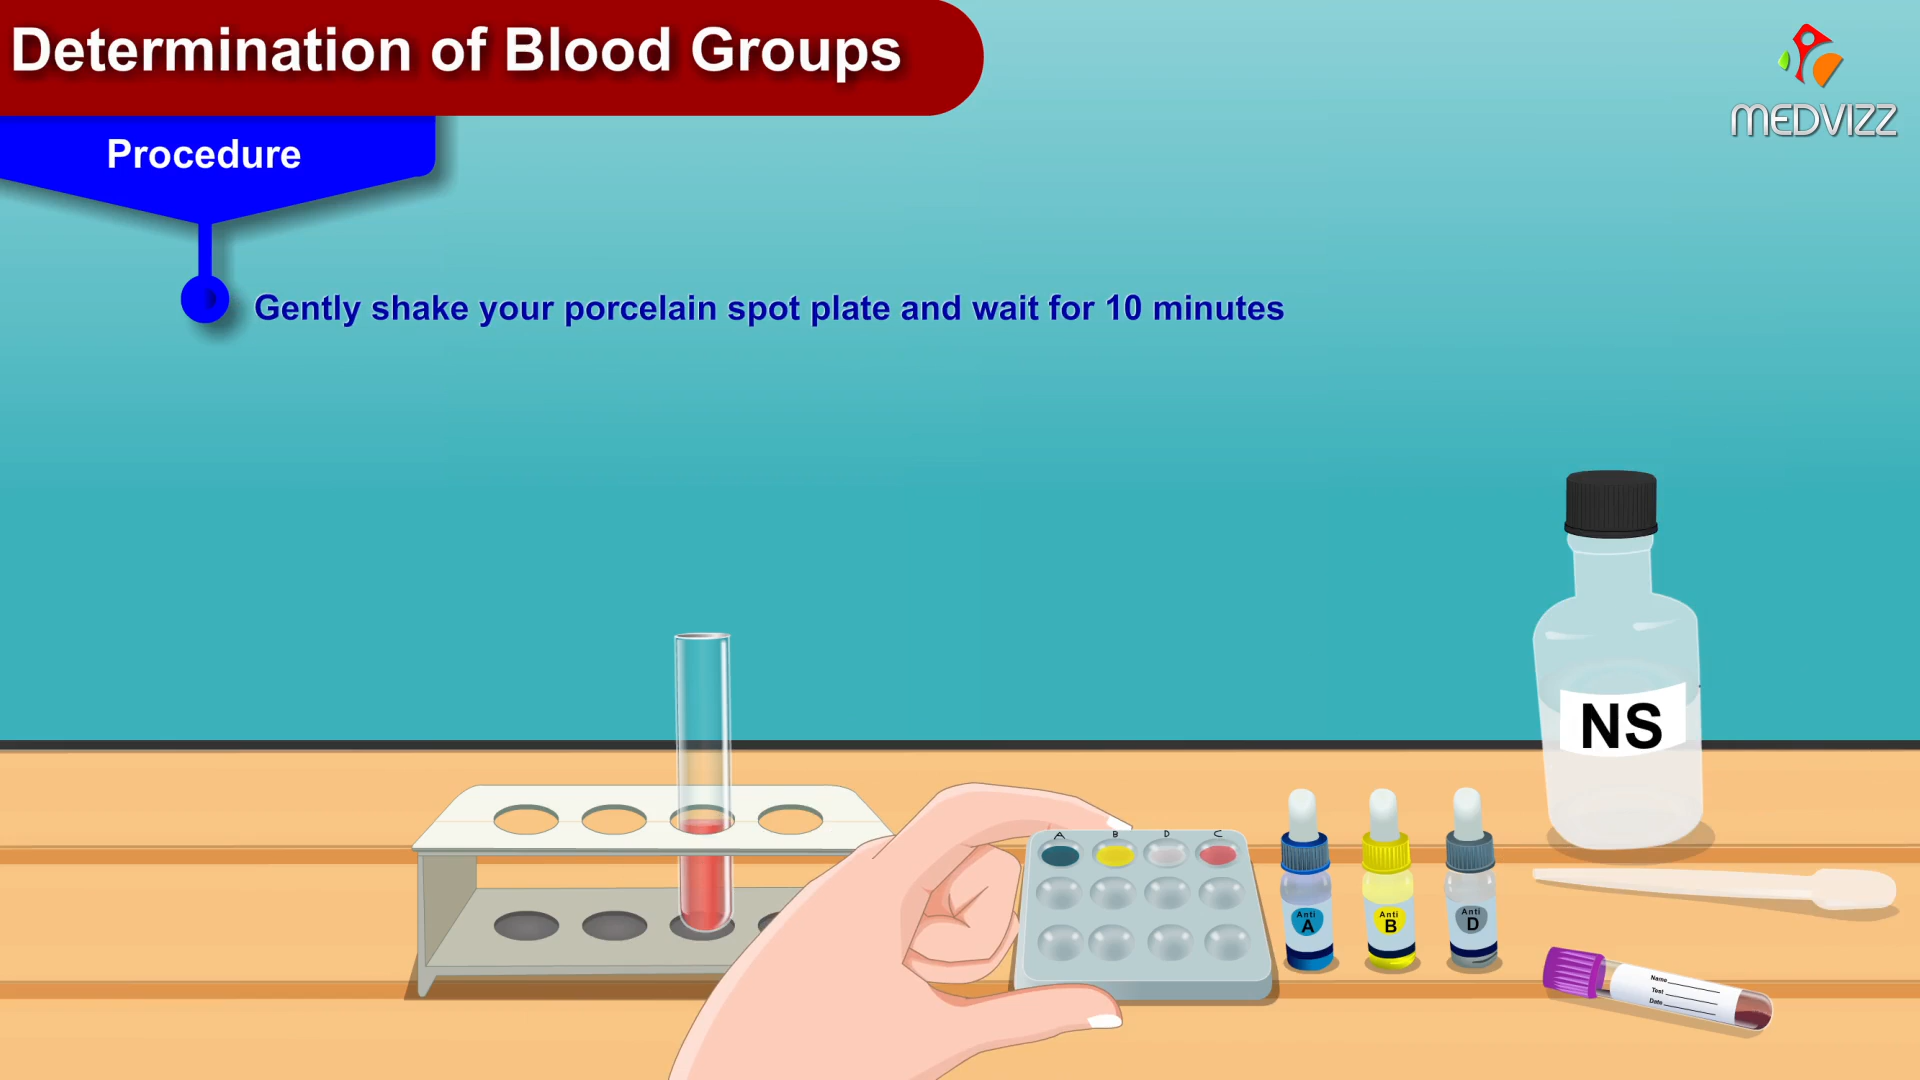 Determination of Blood Groups
MEDVIZZ
Procedure
Gently shake your porcelain spot plate and wait for 10 minutes
NS
A B D C
Anti
A
Anti
B
Anti
D
Name
Test
Date